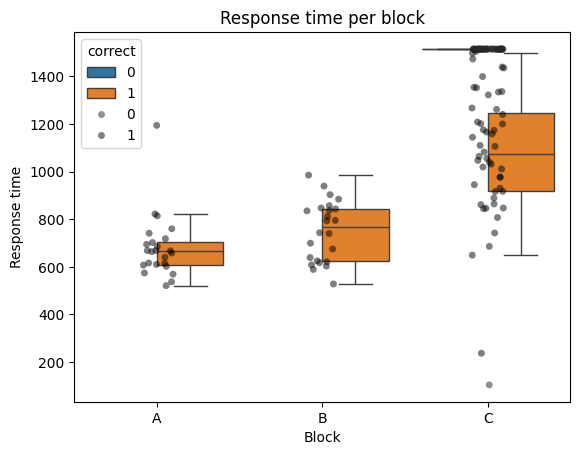 Response time per block
correct
0
1
0
1
1400
1200
1000
800
600
400
200
Response time
A B C
Block